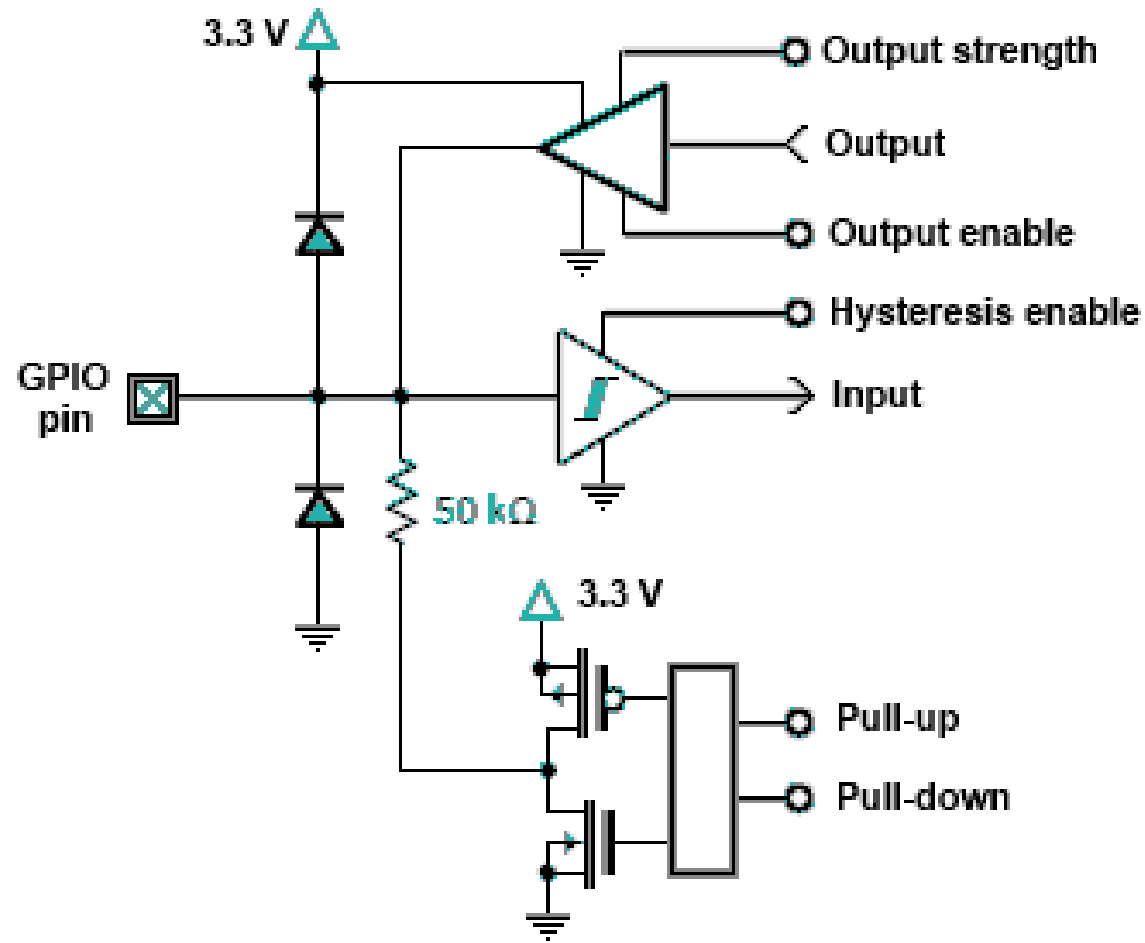 3.3 V
Output strength
Output
Output enable
Hysteresis enable
GPIO
pin
Input
50 kΩ
3.3 V
Pull-up
Pull-down